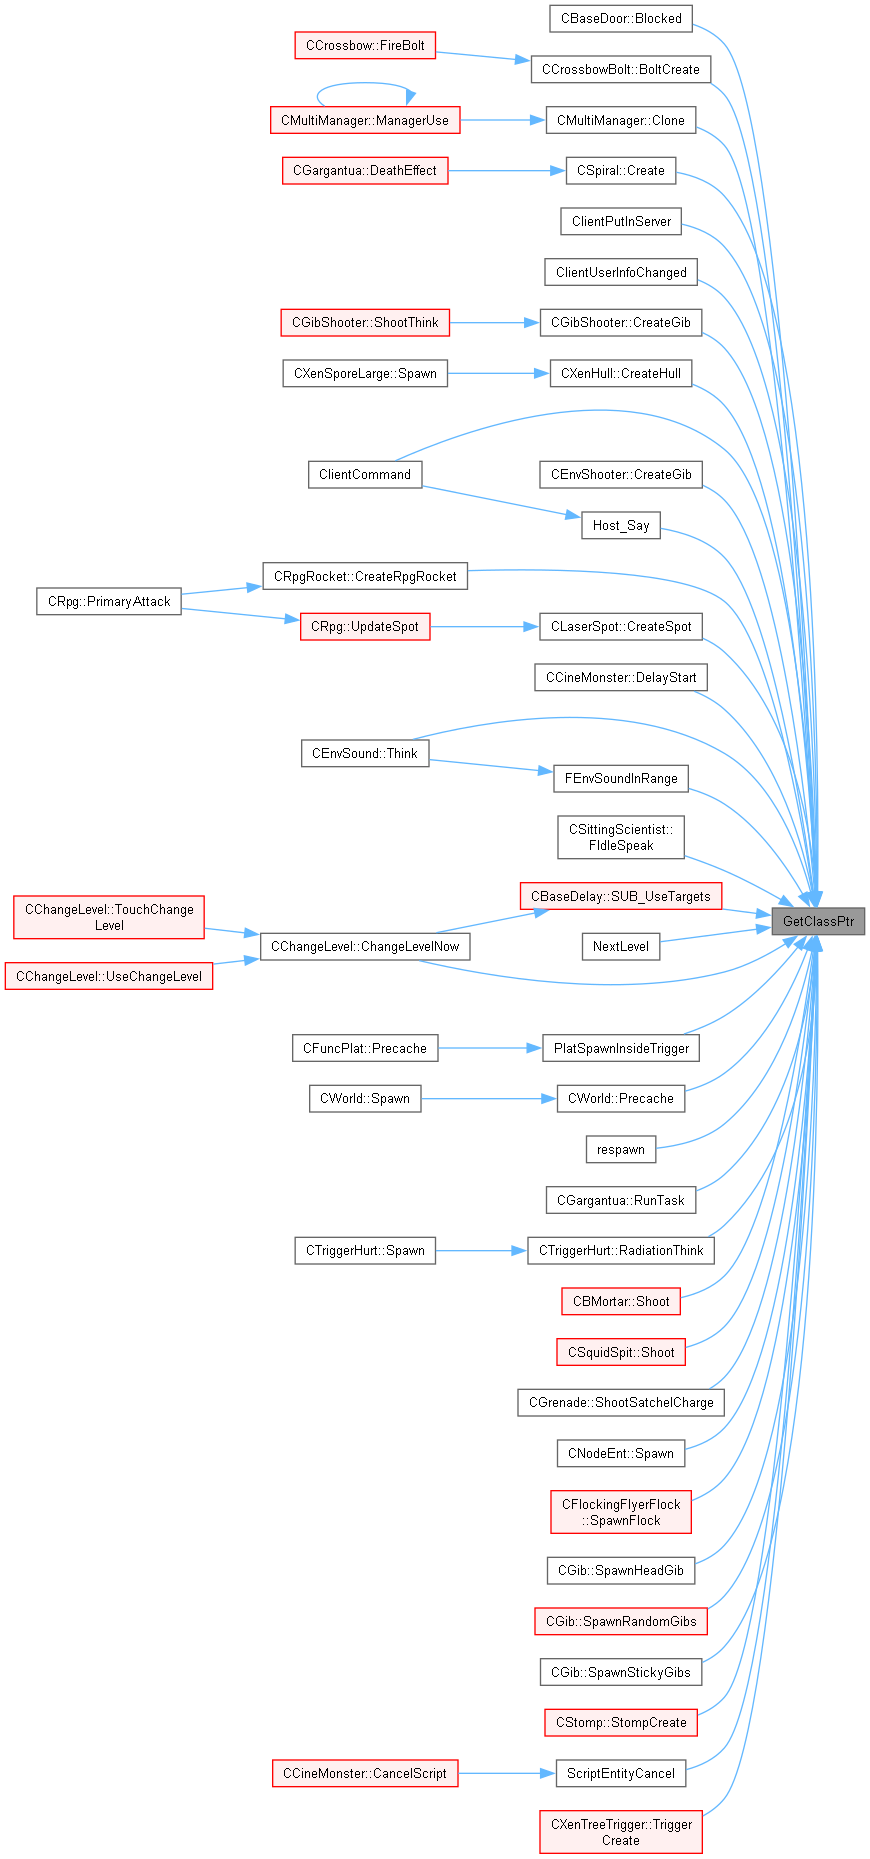 CBaseDoor::Blocked
CCrossbow::FireBolt
CCrossbowBolt::BoltCreate
CMultiManager::ManagerUse
CMultiManager::Clone
CGargantua::DeathEffect
CSpiral::Create
ClientPutInServer
ClientUserInfoChanged
CGibShooter::ShootThink
CGibShooter::CreateGib
CXenSporeLarge::Spawn
CXenHull::CreateHull
ClientCommand
CEnvShooter::CreateGib
Host_Say
CRpgRocket::CreateRpgRocket
CRpg::PrimaryAttack
CRpg::UpdateSpot
CLaserSpot::CreateSpot
CCineMonster::DelayStart
CEnvSound::Think
FEnvSoundInRange
CSittingScientist::
FIdleSpeak
CBaseDelay::SUB_UseTargets
CChangeLevel::TouchChange
Level
GetClassPtr
CChangeLevel::ChangeLevelNow
NextLevel
CChangeLevel::UseChangeLevel
CFuncPlat::Precache
PlatSpawnInsideTrigger
CWorld::Spawn
CWorld::Precache
respawn
CGargantua::RunTask
CTriggerHurt::Spawn
CTriggerHurt::RadiationThink
CBMortar::Shoot
CSquidSpit::Shoot
CGrenade::ShootSatchelCharge
CNodeEnt::Spawn
CFlockingFlyerFlock
::SpawnFlock
CGib::SpawnHeadGib
CGib::SpawnRandomGibs
CGib::SpawnStickyGibs
CStomp::StompCreate
CCineMonster::CancelScript
ScriptEntityCancel
CXenTreeTrigger::Trigger
Create